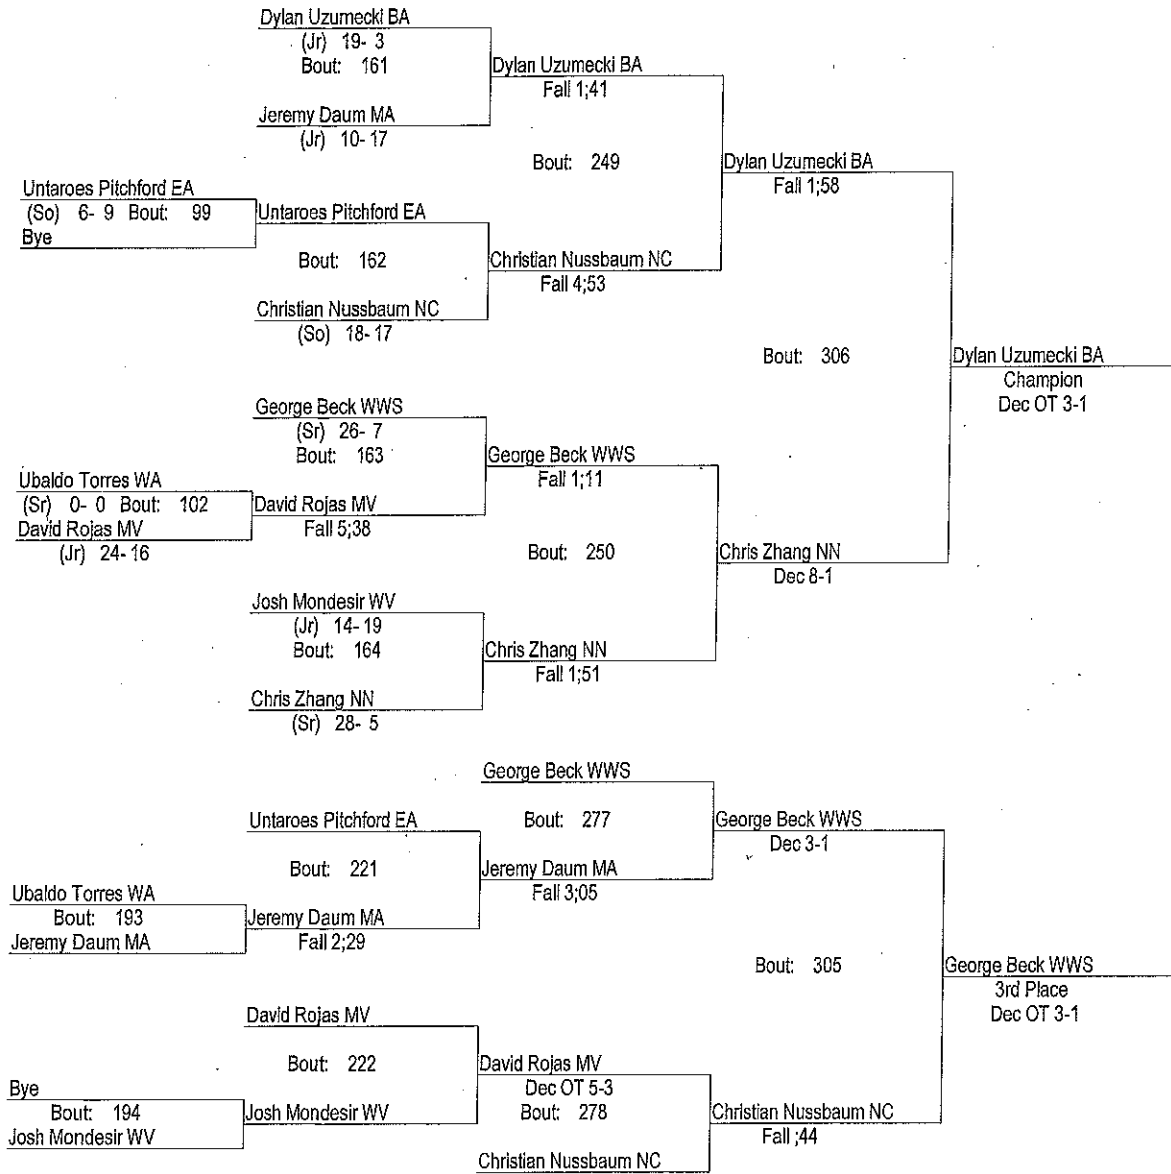 Dylan Uzumecki BA
(Jr) 19- 3
Bout: 161
Dylan Uzumecki BA
Fall 1;41
Jeremy Daum MA
(Jr) 10- 17
Bout: 249
Dylan Uzumecki BA
Fall 1;58
Untaroes Pitchford EA
(So) 6- 9 Bout: 99
Bye
Untaroes Pitchford EA
Bout: 162
Christian Nussbaum NC
Fall 4;53
Christian Nussbaum NC
(So) 18- 17
Bout: 306
Dylan Uzumecki BA
Champion
Dec OT 3-1
George Beck WWS
(Sr) 26- 7
Bout: 163
George Beck WWS
Fall 1;11
Ubaldo Torres WA
(Sr) 0- 0 Bout: 102
David Rojas MV
(Jr) 24- 16
David Rojas MV
Fall 5;38
Bout: 250
Chris Zhang NN
Dec 8-1
Josh Mondesir WV
(Jr) 14- 19
Bout: 164
Chris Zhang NN
Fall 1;51
Chris Zhang NN
(Sr) 28- 5
George Beck WWS
Bout: 277
George Beck WWS
Dec 3-1
Untaroes Pitchford EA
Bout: 221
Jeremy Daum MA
Fall 3;05
Ubaldo Torres WA
Bout: 193
Jeremy Daum MA
Jeremy Daum MA
Fall 2;29
Bout: 305
George Beck WWS
3rd Place
Dec OT 3-1
David Rojas MV
Bout: 222
David Rojas MV
Dec OT 5-3
Bout: 278
Bye
Bout: 194
Josh Mondesir WV
Josh Mondesir WV
Christian Nussbaum NC
Fall ;44
Christian Nussbaum NC